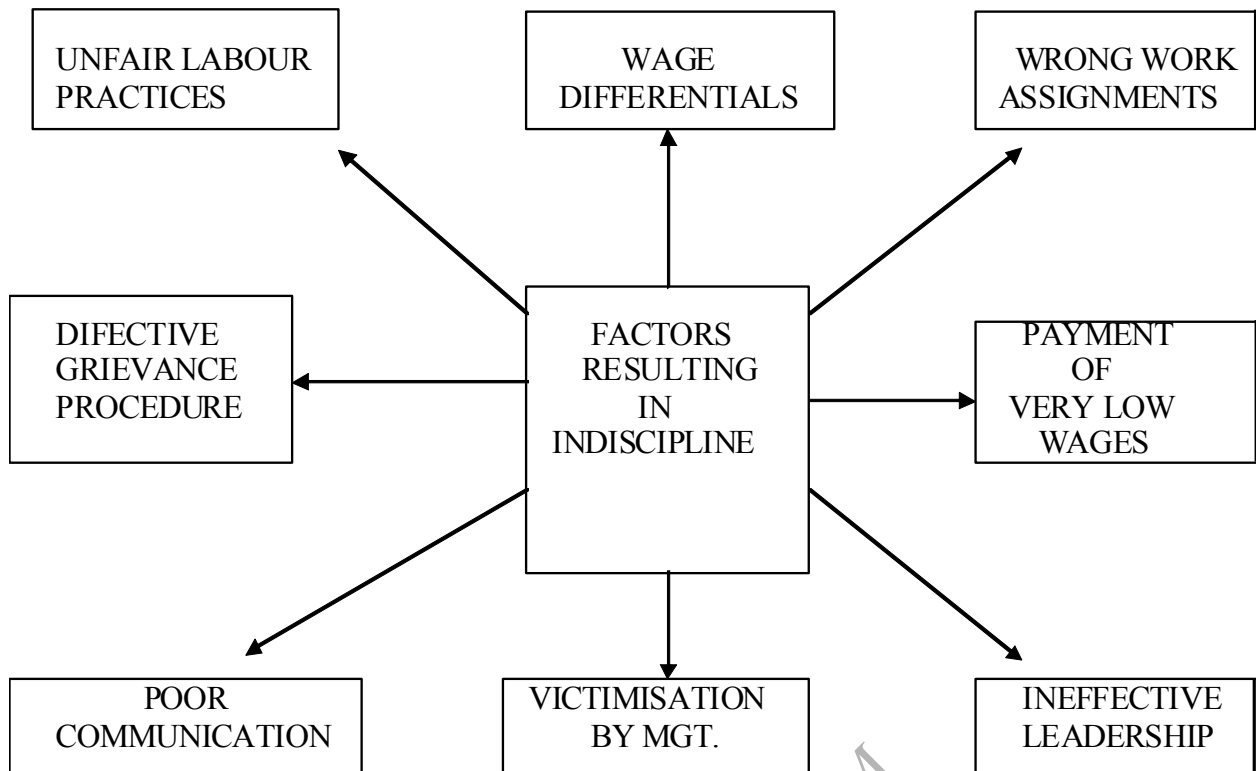 UNFAIR LABOUR
PRACTICES
WAGE
DIFFERENTIALS
WRONG WORK
ASSIGNMENTS
DIFECTIVE
GRIEVANCE
PROCEDURE
FACTORS
RESULTING
IN
INDISCIPLINE
PAYMENT
OF
VERY LOW
WAGES
POOR
COMMUNICATION
VICTIMISATION
BY MGT.
INEFFECTIVE
LEADERSHIP